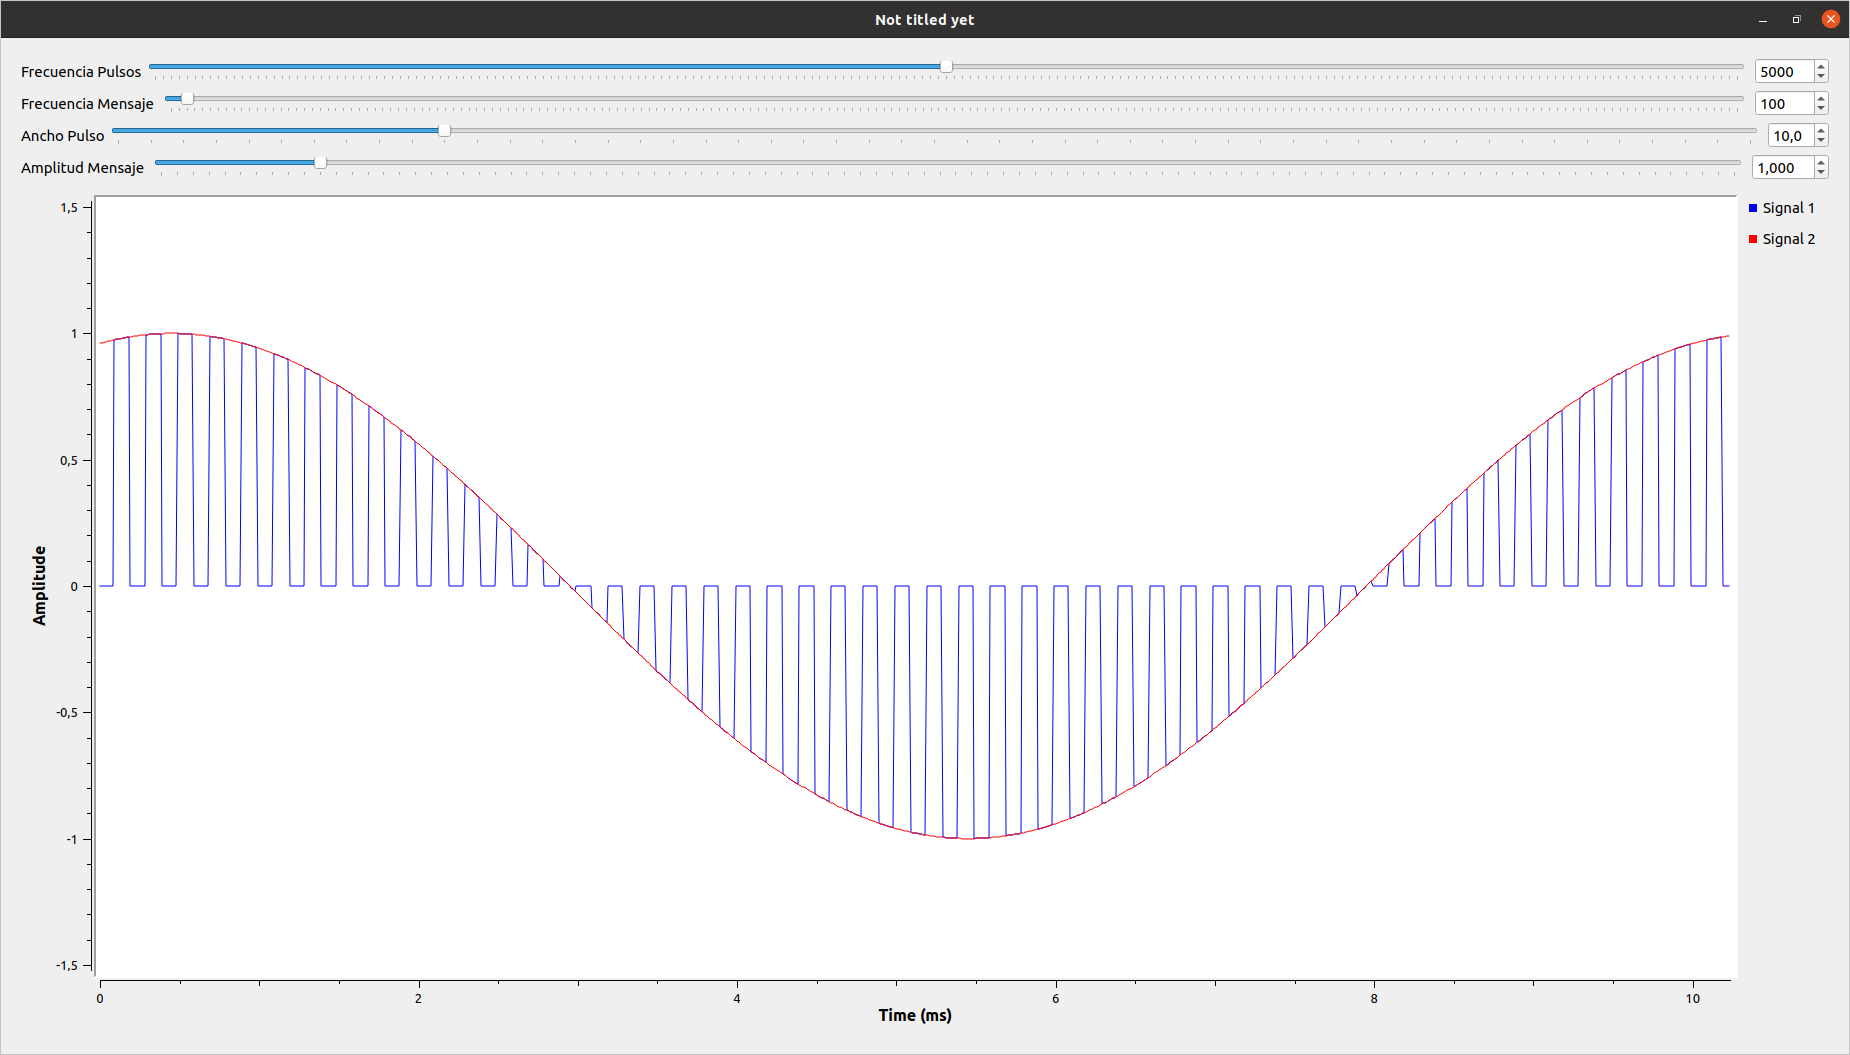 Not titled yet
Frecuencia Pulsos 5000
Frecuencia Mensaje 100
Ancho Pulso 10,0
Amplitud Mensaje 1,000
1,5
1
0,5
0
-0,5
-1
-1,5
Amplitude
Signal 1
Signal 2
0 2 4 6 8 10
Time (ms)